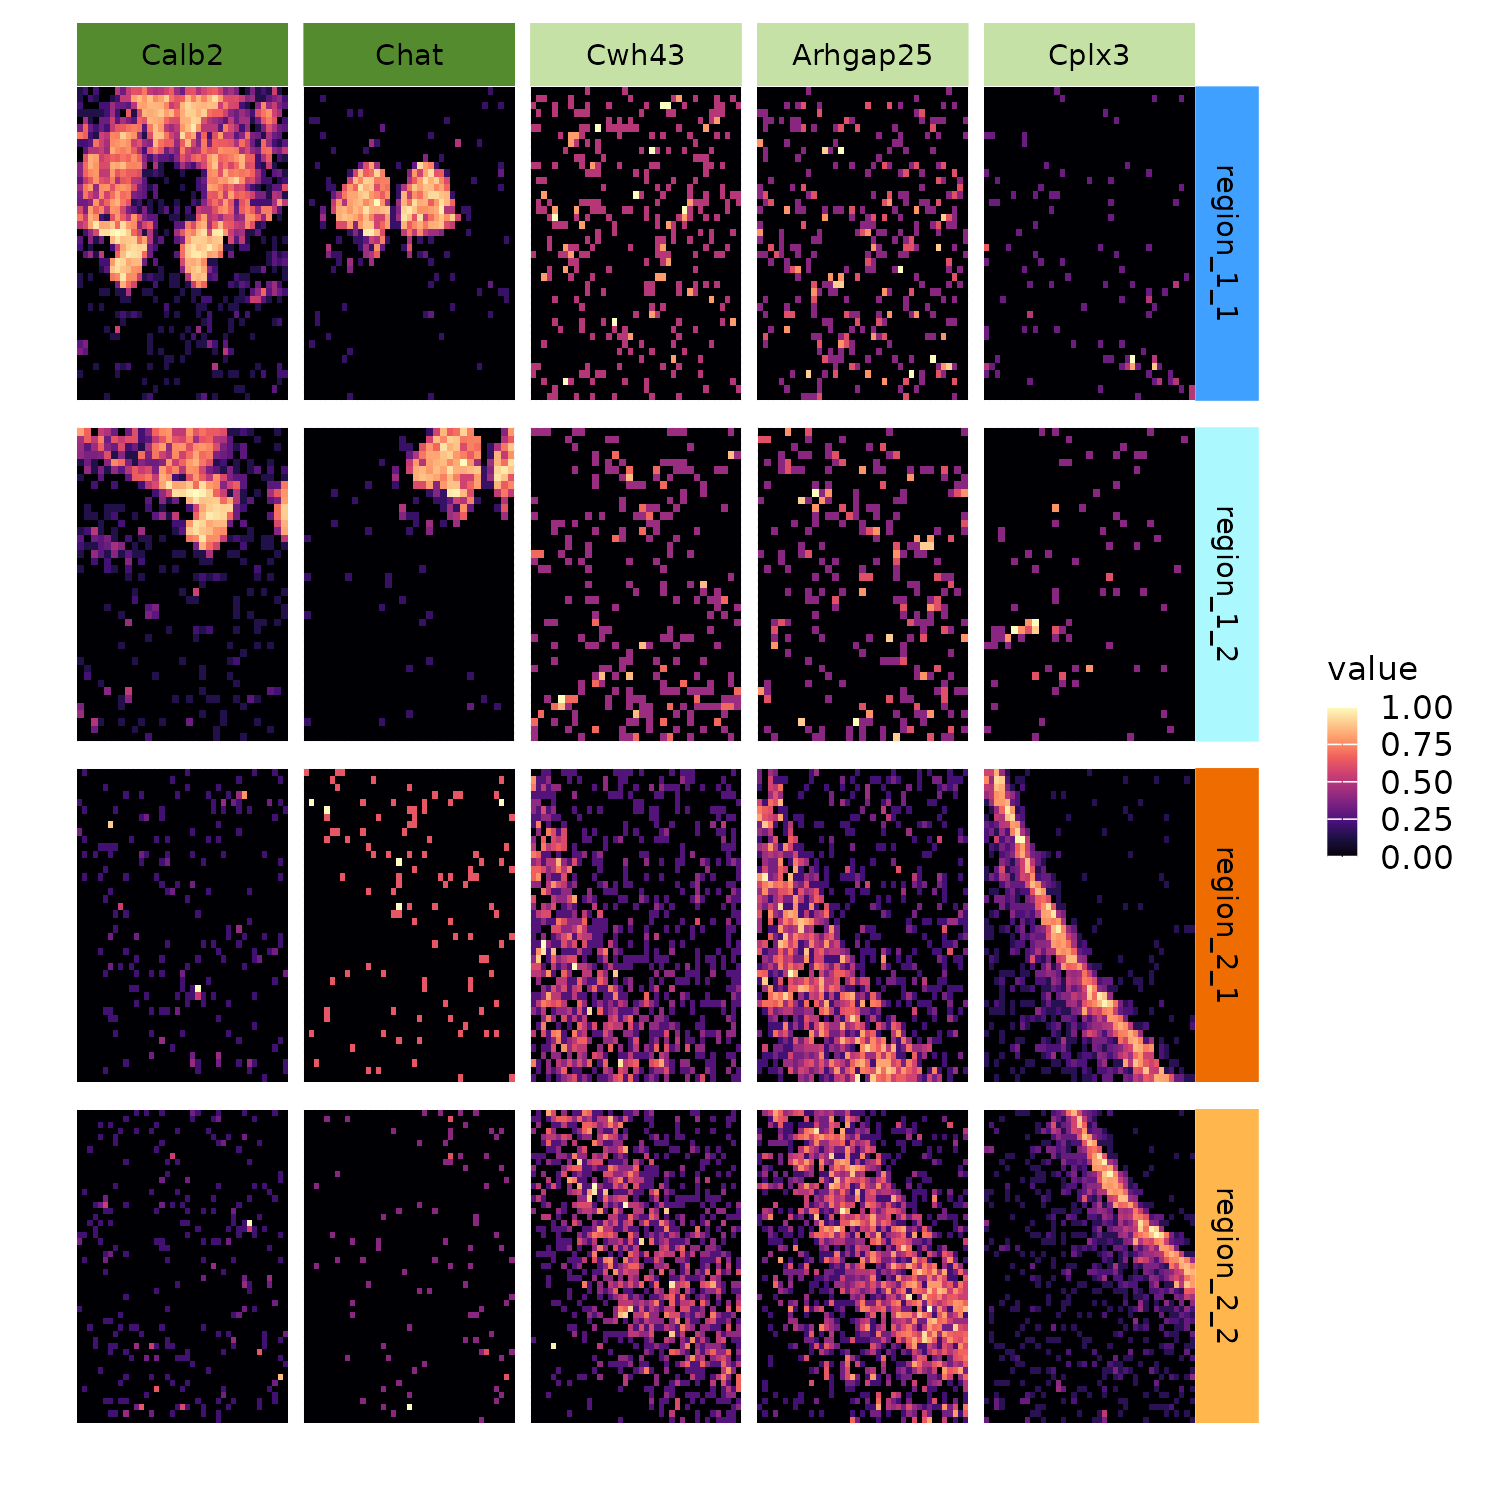 Calb2 Chat Cwh43 Arhgap25 Cplx3
region_1_1
region_1_2
region_2_1
region_2_2
value
1.00
0.75
0.50
0.25
0.00